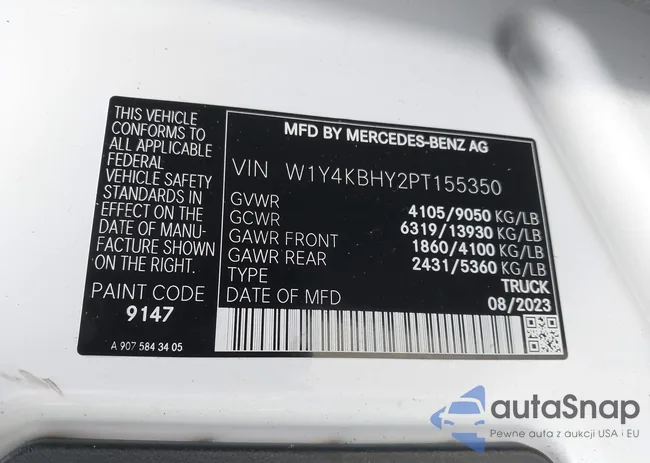 THIS VEHICLE
CONFORMS TO
ALL APPLICABLE
FEDERAL
VEHICLE SAFETY
STANDARDS IN
EFFECT ON THE
DATE OF MANU-
FACTURE SHOWN
ON THE RIGHT.
PAINT CODE
9147
A 907 584 34 05
MFD BY MERCEDES-BENZ AG
VIN W1Y4KBHY2PT155350
GVWR 4105/9050 KG/LB
GCWR 6319/13930 KG/LB
GAWR FRONT 1860/4100 KG/LB
GAWR REAR 2431/5360 KG/LB
TYPE TRUCK
DATE OF MFD 08/2023
autaSnap
Pewne auta z aukcji USA i EU